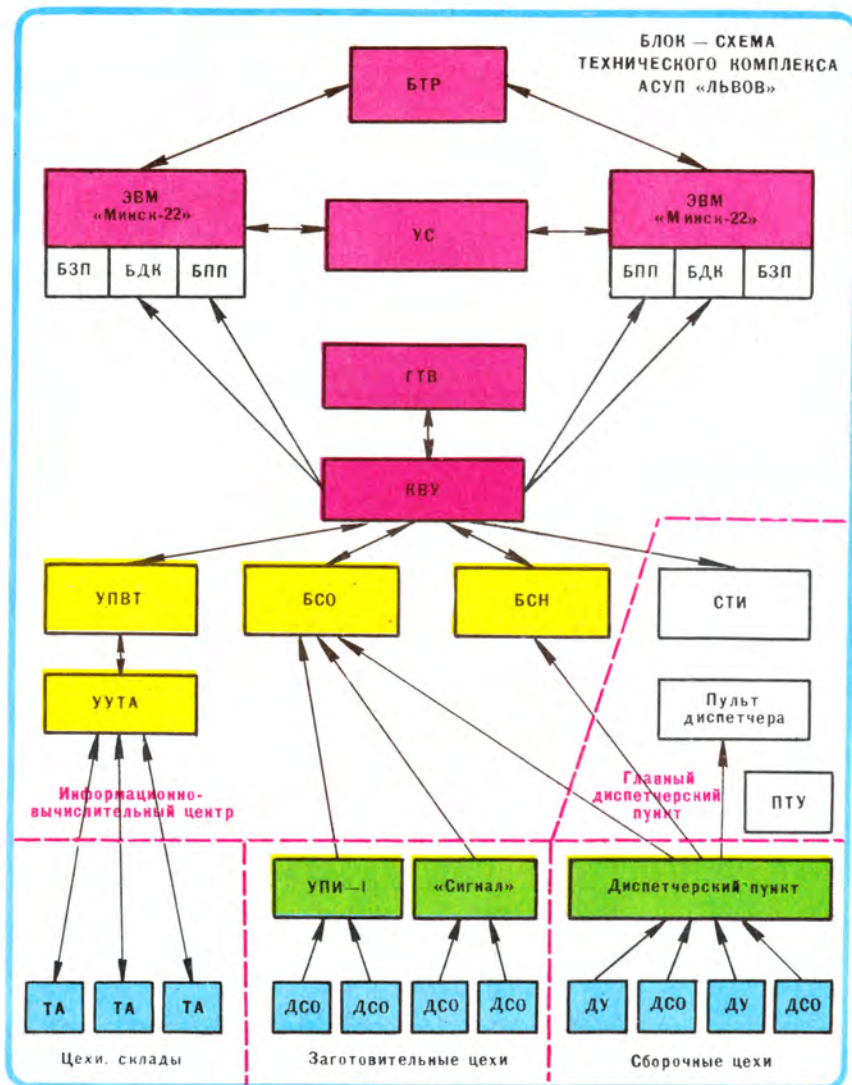 БЛОК — СХЕМА
ТЕХНИЧЕСКОГО КОМПЛЕКСА
АСУП «ЛЬВОВ»
БТР
ЭВМ
«Минск-22»
БЗП БДК БПП
УС
ЭВМ
«Минск-22»
БПП БДК БЗП
ГТВ
КВУ
УПВТ
БСО
БСН
СТИ
УУТА
Пульт
диспетчера
Информационно-
вычислительный центр
Главный
диспетчерский
пункт
ПТУ
УПИ—1
«Сигнал»
Диспетчерский пункт
ТА ТА ТА
ДСО ДСО ДСО ДСО
ДУ ДСО ДУ ДСО
Цехи. склады
Заготовительные цехи
Сборочные цехи